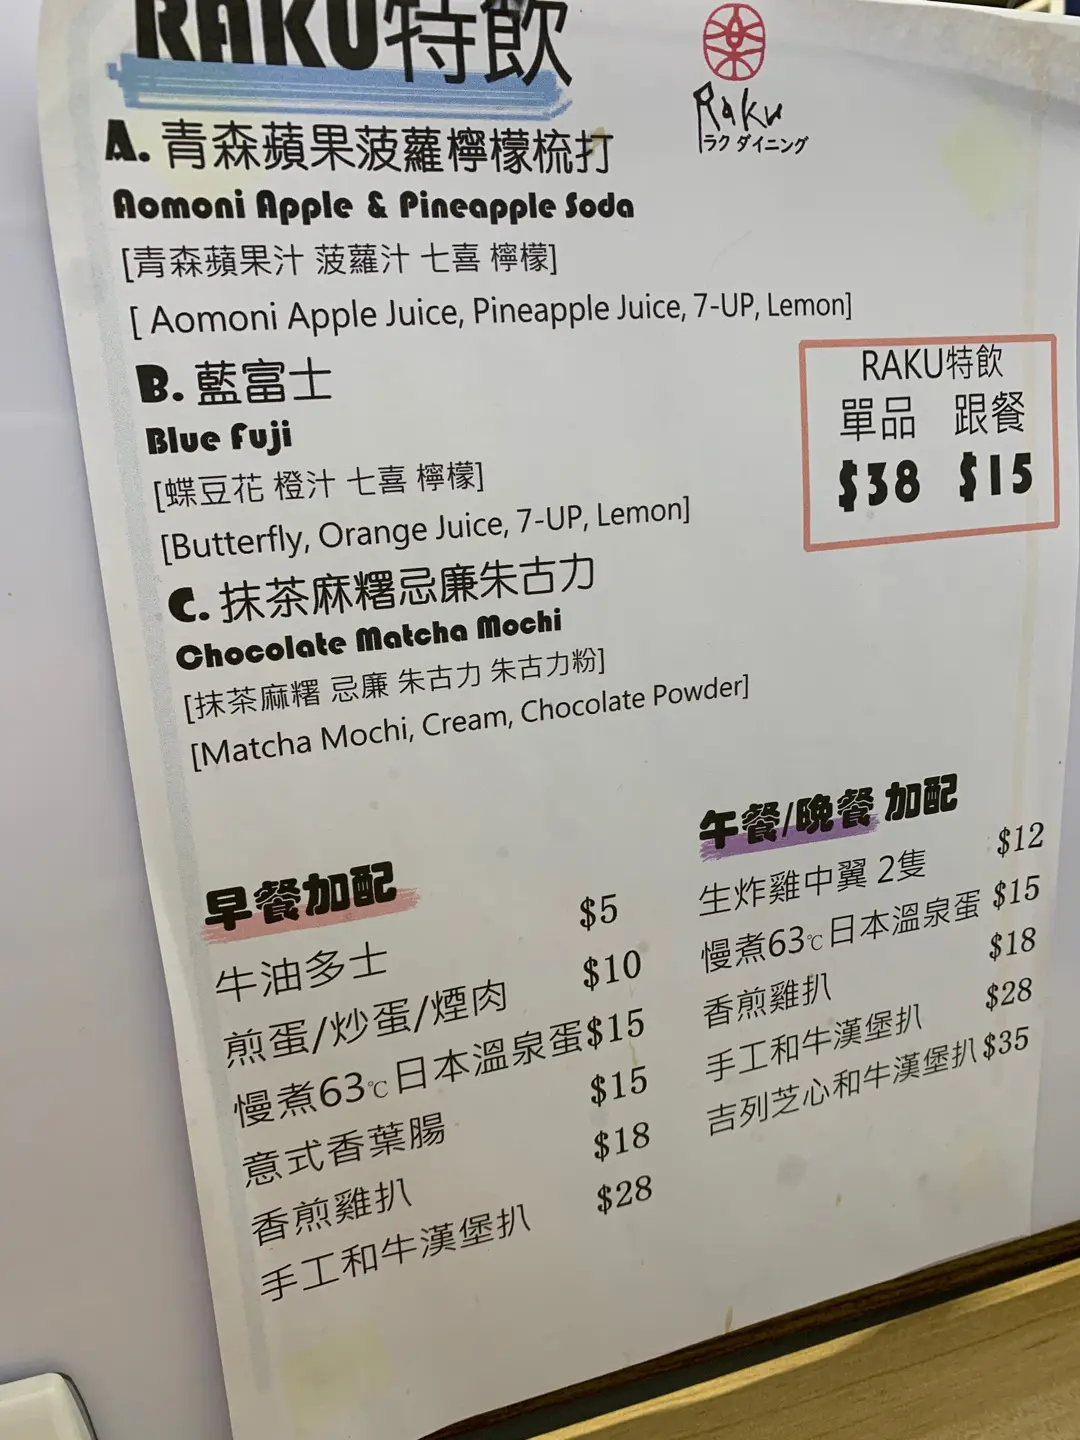 RAKU特飲
Raku
ラク ダイニング
A. 青森蘋果菠蘿檸檬梳打
Aomoni Apple & Pineapple Soda
[青森蘋果汁 菠蘿汁 七喜 檸檬]
[ Aomoni Apple Juice, Pineapple Juice, 7-UP, Lemon]
B. 藍富士
Blue Fuji
[蝶豆花 橙汁 七喜 檸檬]
[Butterfly, Orange Juice, 7-UP, Lemon]
RAKU特飲
單品 跟餐
$38 $15
C. 抹茶麻糬忌廉朱古力
Chocolate Matcha Mochi
[抹茶麻糬 忌廉 朱古力 朱古力粉]
[Matcha Mochi, Cream, Chocolate Powder]
早餐加配
牛油多士 $5
煎蛋/炒蛋/煙肉 $10
慢煮63℃日本溫泉蛋 $15
意式香葉腸 $15
香煎雞扒 $18
手工和牛漢堡扒 $28
午餐/晚餐 加配
生炸雞中翼 2隻 $12
慢煮63℃日本溫泉蛋 $15
香煎雞扒 $18
手工和牛漢堡扒 $28
吉列芝心和牛漢堡扒 $35